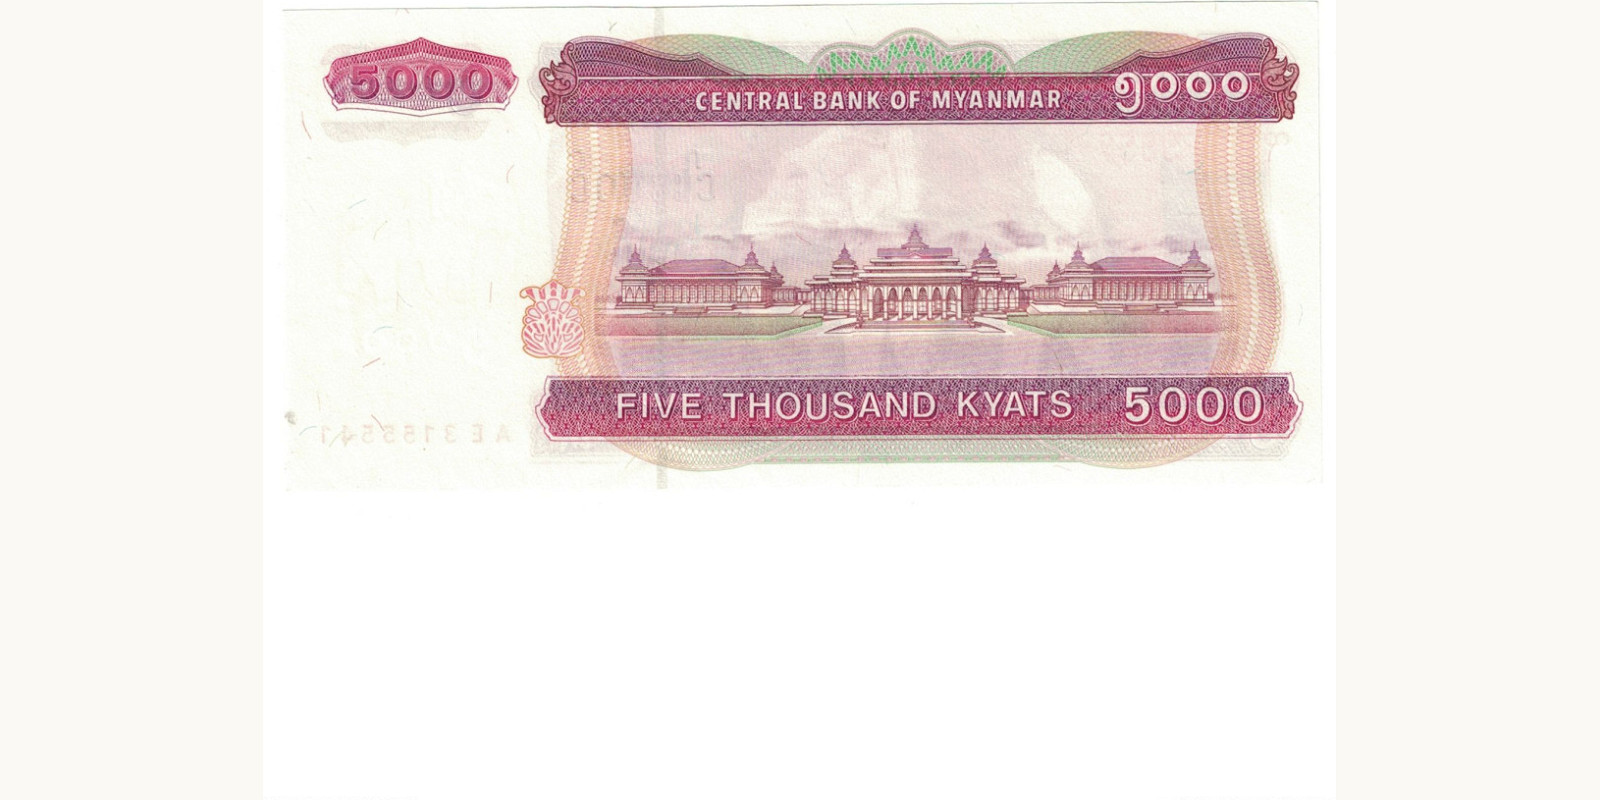 5000
CENTRAL BANK OF MYANMAR ၅၀၀၀
FIVE THOUSAND KYATS 5000